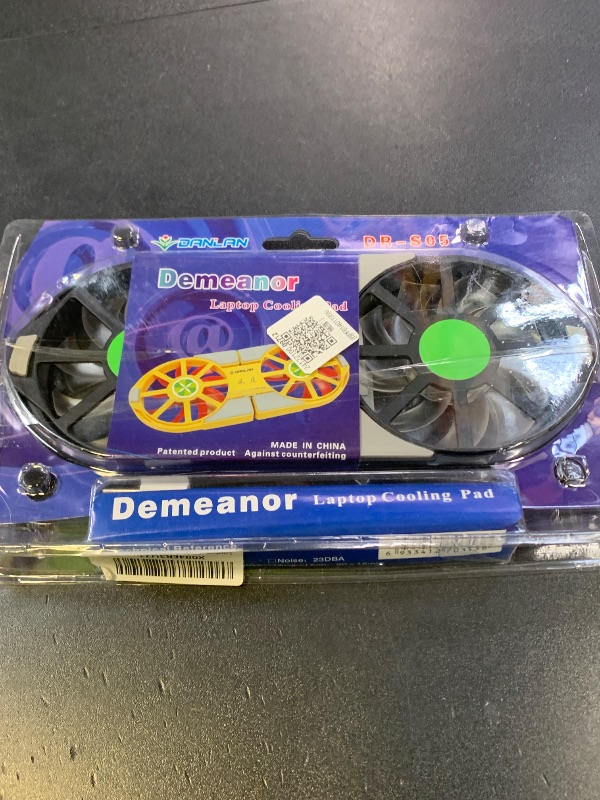 DANLAN
DR-S05
Demeanor
Laptop Cooling Pad
DANLAN
MADE IN CHINA
Patented product Against counterfeiting
Demeanor Laptop Cooling Pad
Noise: 23DBA